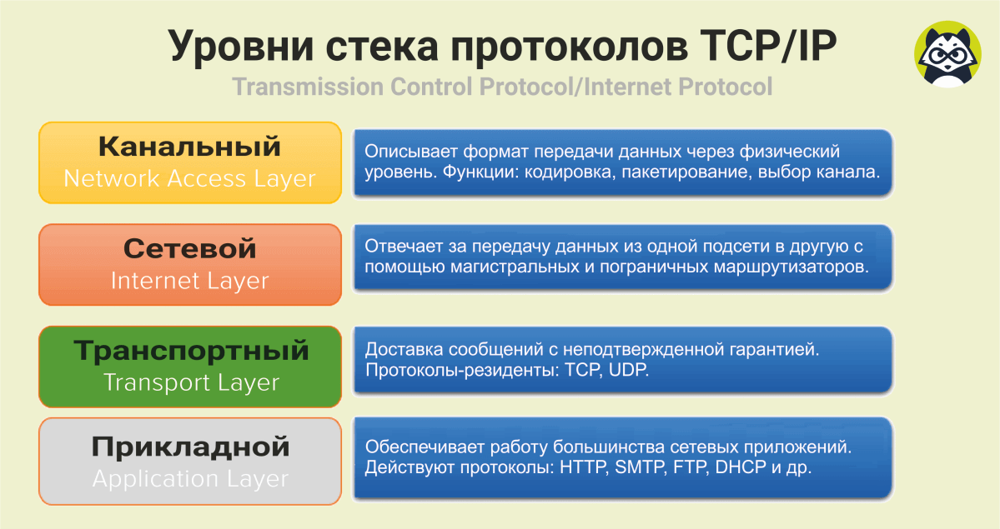 Уровни стека протоколов TCP/IP
Transmission Control Protocol/Internet Protocol
Канальный
Network Access Layer
Описывает формат передачи данных через физический
уровень. Функции: кодировка, пакетирование, выбор канала.
Сетевой
Internet Layer
Отвечает за передачу данных из одной подсети в другую с
помощью магистральных и пограничных маршрутизаторов.
Транспортный
Transport Layer
Доставка сообщений с неподтвержденной гарантией.
Протоколы-резиденты: TCP, UDP.
Прикладной
Application Layer
Обеспечивает работу большинства сетевых приложений.
Действуют протоколы: HTTP, SMTP, FTP, DHCP и др.